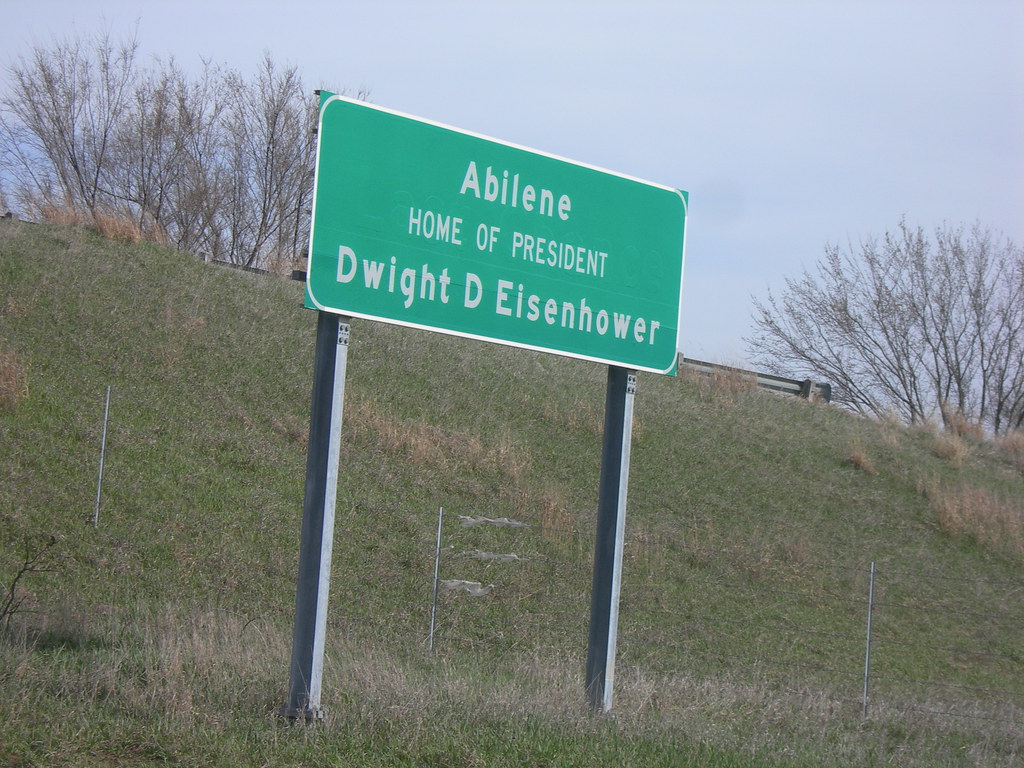 Abilene
HOME OF PRESIDENT
Dwight D Eisenhower